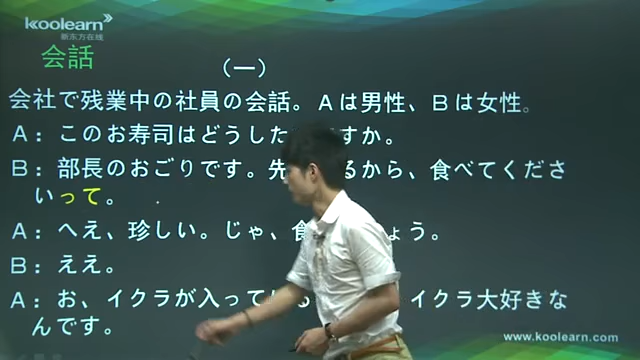 koolearn
新东方在线
会話
（一）
会社で残業中の社員の会話。Ａは男性、Ｂは女性。
Ａ：このお寿司はどうした すか。
Ｂ：部長のおごりです。先 るから、食べてくださ
いって。
Ａ：へえ、珍しい。じゃ、食 ょう。
Ｂ：ええ。
Ａ：お、イクラが入って イクラ大好きな
んです。
www.koolearn.com